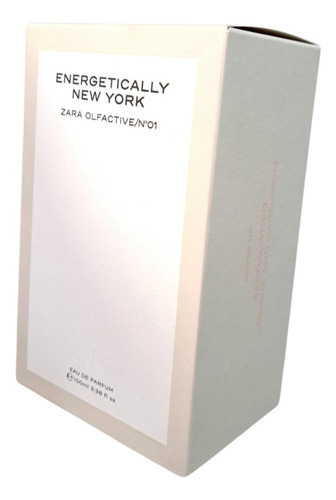 ENERGETICALLY
NEW YORK
ZARA OLFACTIVE/Nº01
EAU DE PARFUM
℮100ml 3.38 fl oz